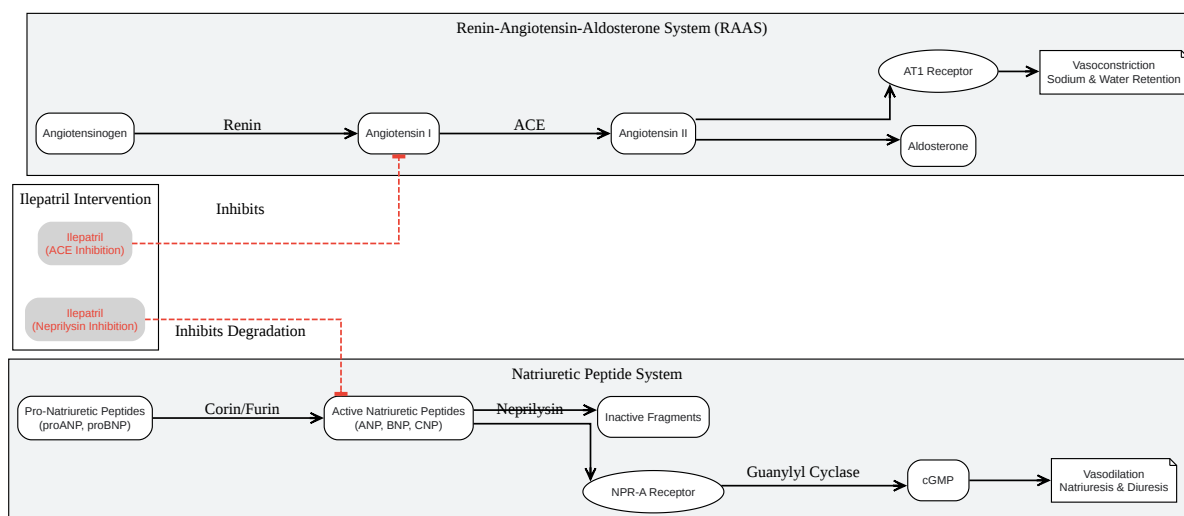 Renin-Angiotensin-Aldosterone System (RAAS)
AT1 Receptor
Vasoconstriction
Sodium & Water Retention
Angiotensinogen
Renin
Angiotensin I
ACE
Angiotensin II
Aldosterone
Ilepatril Intervention
Ilepatril
(ACE Inhibition)
Inhibits
Ilepatril
(Neprilysin Inhibition)
Inhibits Degradation
Natriuretic Peptide System
Pro-Natriuretic Peptides
(proANP, proBNP)
Corin/Furin
Active Natriuretic Peptides
(ANP, BNP, CNP)
Neprilysin
Inactive Fragments
NPR-A Receptor
Guanylyl Cyclase
cGMP
Vasodilation
Natriuresis & Diuresis